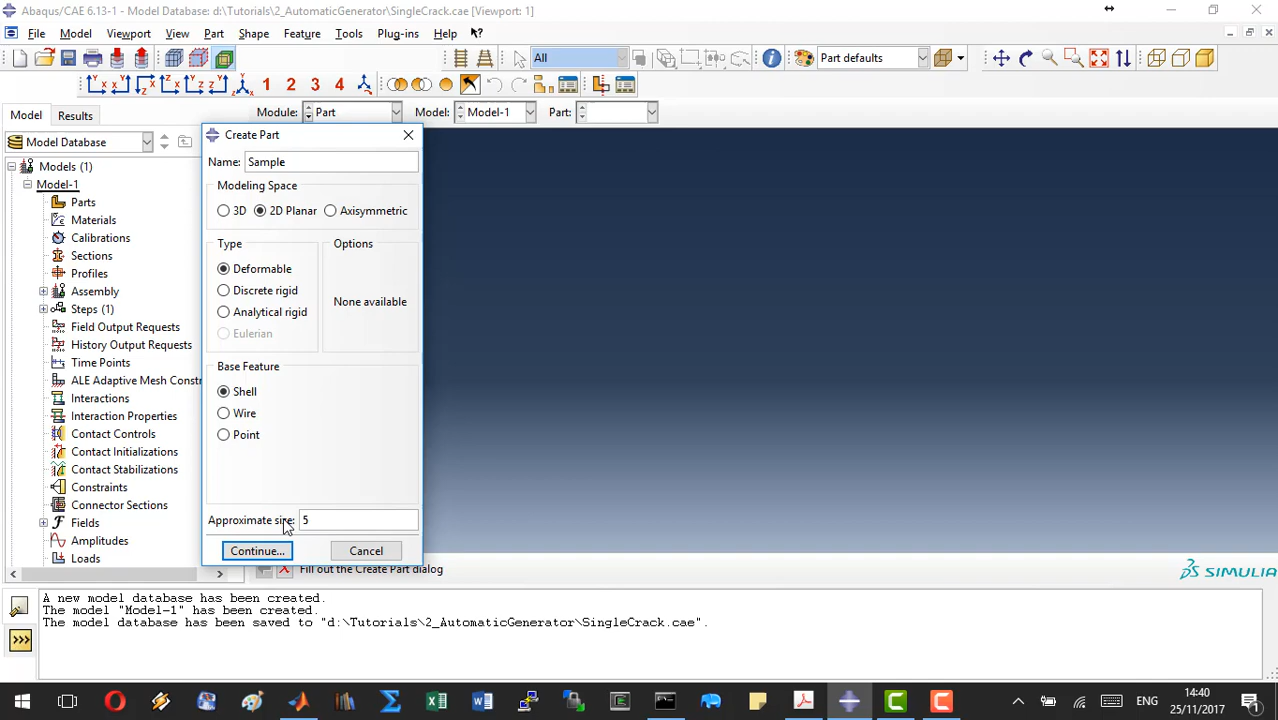 Abaqus/CAE 6.13-1 - Model Database: d:\Tutorials\2_AutomaticGenerator\SingleCrack.cae [Viewport: 1]
File Model Viewport View Part Shape Feature Tools Plug-ins Help
All
Part defaults
1 2 3 4
Model Results Module: Part Model: Model-1 Part:
Model Database
Models (1)
Model-1
Parts
Materials
Calibrations
Sections
Profiles
Assembly
Steps (1)
Field Output Requests
History Output Requests
Time Points
ALE Adaptive Mesh Constr
Interactions
Interaction Properties
Contact Controls
Contact Initializations
Contact Stabilizations
Constraints
Connector Sections
Fields
Amplitudes
Loads
Create Part
Name: Sample
Modeling Space
3D 2D Planar Axisymmetric
Type
Deformable
Discrete rigid
Analytical rigid
Eulerian
Options
None available
Base Feature
Shell
Wire
Point
Approximate size: 5
Continue... Cancel
Fill out the Create Part dialog
SIMULIA
A new model database has been created.
The model "Model-1" has been created.
The model database has been saved to "d:\Tutorials\2_AutomaticGenerator\SingleCrack.cae".
>>>
ENG
14:40
25/11/2017
1